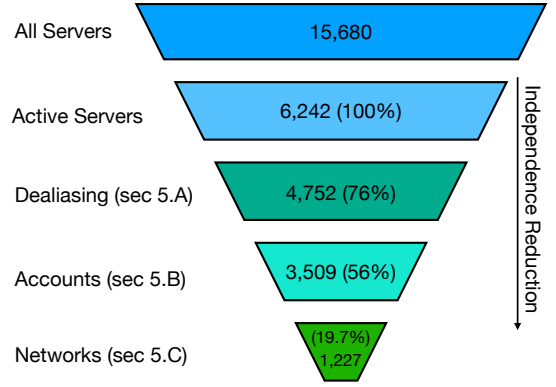 All Servers
15,680
Active Servers
6,242 (100%)
Dealiasing (sec 5.A)
4,752 (76%)
Accounts (sec 5.B)
3,509 (56%)
Networks (sec 5.C)
(19.7%)
1,227
Independence Reduction